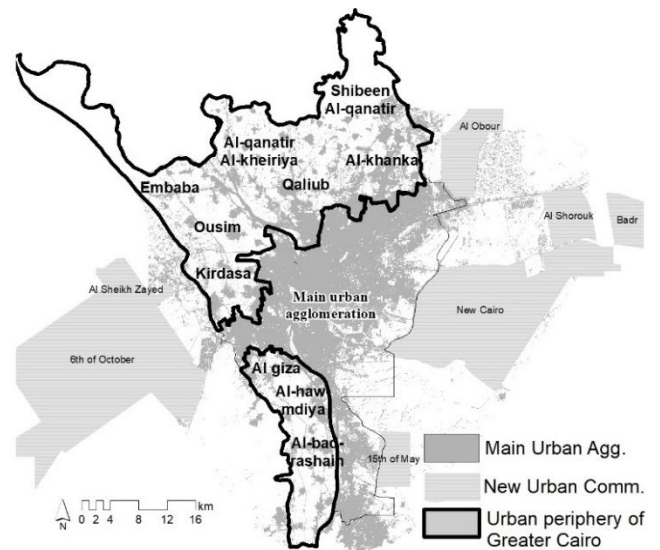 Shibeen
Al-qanatir
Al Obour
Al-qanatir
Al-kheiriya
Al-khanka
Embaba
Qaliub
Ousim
Al Shorouk
Badr
Kirdasa
Al Sheikh Zayed
Main urban
agglomeration
New Cairo
6th of October
Al giza
Al-haw
mdiya
Al-bad-
rashain
15th of May
Main Urban Agg.
New Urban Comm.
Urban periphery of
Greater Cairo
N
km
0 2 4 8 12 16